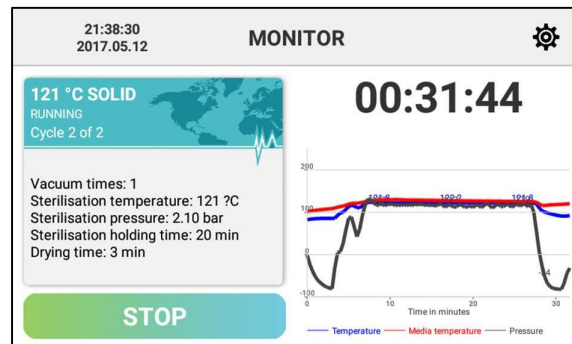 21:38:30
2017.05.12
MONITOR
121 °C SOLID
RUNNING
Cycle 2 of 2
Vacuum times: 1
Sterilisation temperature: 121 ?C
Sterilisation pressure: 2.10 bar
Sterilisation holding time: 20 min
Drying time: 3 min
STOP
00:31:44
200
100
0
-100
0 10 20 30
Time in minutes
Temperature Media temperature Pressure